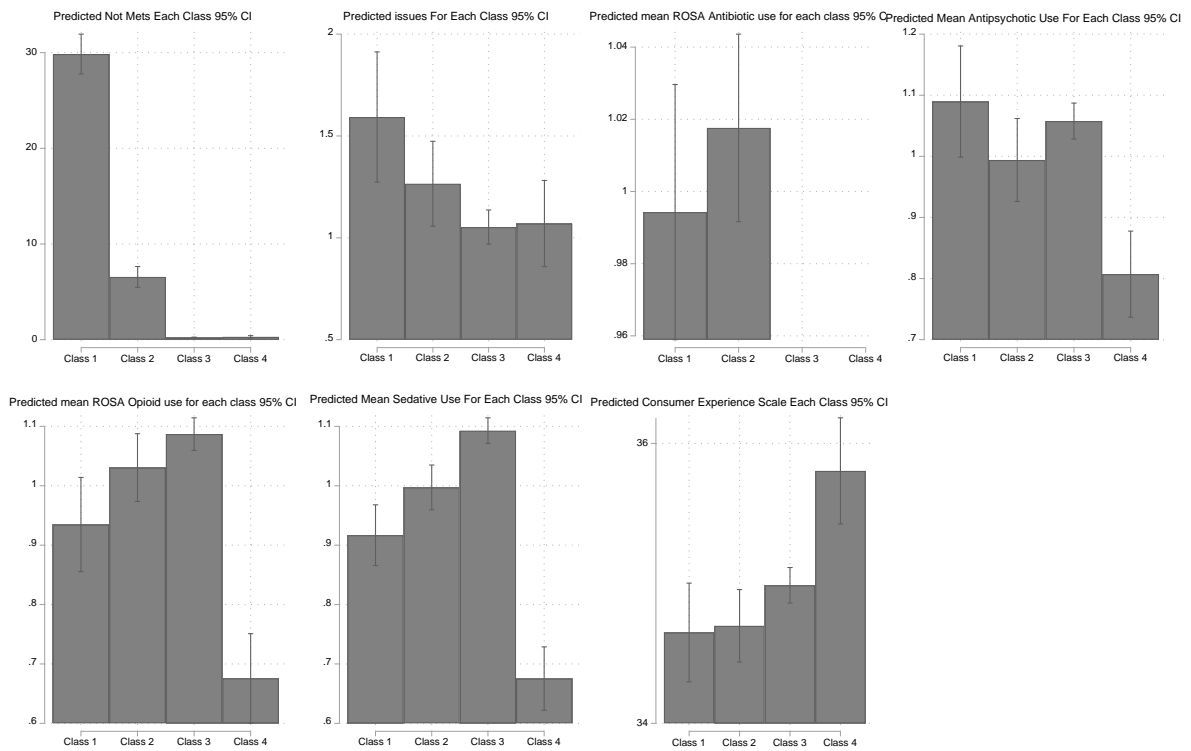 Predicted Not Mets Each Class 95% CI
30
20
10
0
Class 1 Class 2 Class 3 Class 4
Predicted issues For Each Class 95% CI
2
1.5
1
.5
Class 1 Class 2 Class 3 Class 4
Predicted mean ROSA Antibiotic use for each class 95% C
1.04
1.02
1
.98
.96
Class 1 Class 2 Class 3 Class 4
Predicted Mean Antipsychotic Use For Each Class 95% CI
1.2
1.1
1
.9
.8
.7
Class 1 Class 2 Class 3 Class 4
Predicted mean ROSA Opioid use for each class 95% CI
1.1
1
.9
.8
.7
.6
Class 1 Class 2 Class 3 Class 4
Predicted Mean Sedative Use For Each Class 95% CI
1.1
1
.9
.8
.7
.6
Class 1 Class 2 Class 3 Class 4
Predicted Consumer Experience Scale Each Class 95% CI
36
34
Class 1 Class 2 Class 3 Class 4